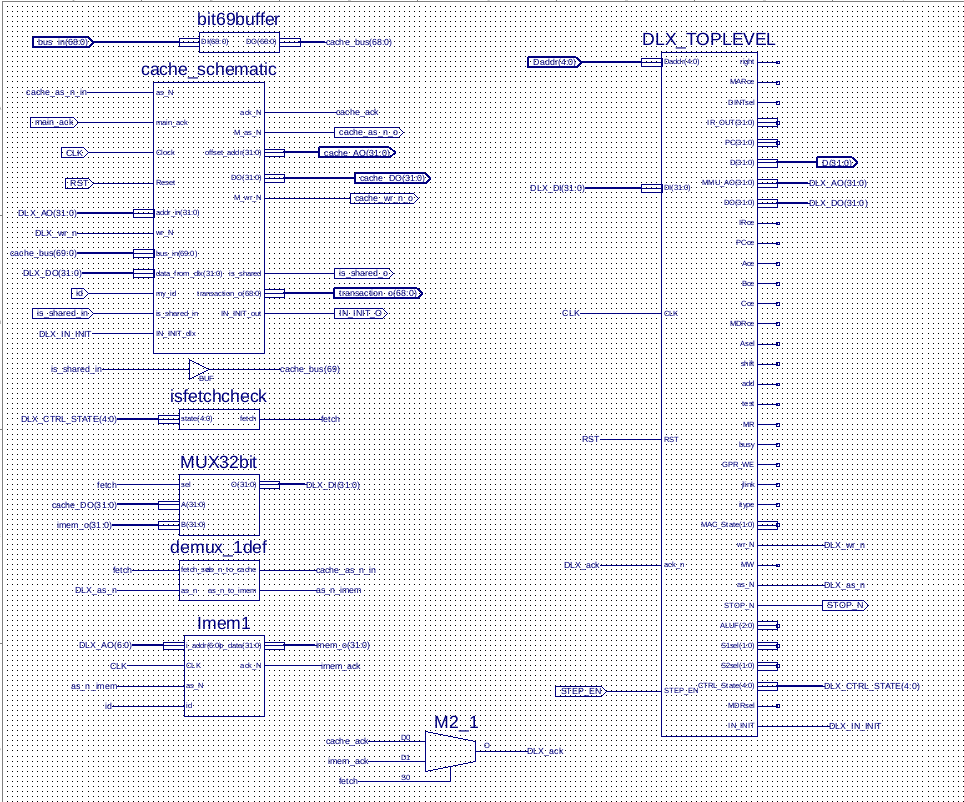 bit69buffer
bus_in(68:0)
DI(68:0) DO(68:0)
cache_bus(68:0)
cache_schematic
cache_as_n_in
as_N
ack_N
cache_ack
main_ack
main_ack
M_as_N
cache_as_n_o
CLK
Clock
offset_addr(31:0)
cache_AO(31:0)
RST
Reset
DO(31:0)
cache_DO(31:0)
M_wr_N
cache_wr_n_o
DLX_AO(31:0)
addr_in(31:0)
DLX_wr_n
wr_N
cache_bus(69:0)
bus_in(69:0)
DLX_DO(31:0)
data_from_dlx(31:0)
is_shared
is_shared_o
id
my_id
transaction_o(68:0)
transaction_o(68:0)
is_shared_in
is_shared_in
IN_INIT_out
IN_INIT_O
DLX_IN_INIT
IN_INIT_dlx
is_shared_in
BUF
cache_bus(69)
isfetchcheck
DLX_CTRL_STATE(4:0)
state(4:0)
fetch
fetch
MUX32bit
fetch
sel
O(31:0)
DLX_DI(31:0)
cache_DO(31:0)
A(31:0)
imem_o(31:0)
B(31:0)
demux_1def
fetch
as_n_to_cache
cache_as_n_in
DLX_as_n
as_n
as_n_to_imem
as_n_imem
Imem1
DLX_AO(6:0)
imem_o(31:0)
CLK
CLK
ack_N
imem_ack
as_n_imem
as_N
id
id
M2_1
cache_ack
D0
imem_ack
D1
fetch
S0
O
DLX_ack
DLX_TOPLEVEL
Daddr(4:0)
Daddr(4:0)
DLX_DI(31:0)
DI(31:0)
CLK
CLK
RST
RST
DLX_ack
ack_n
STEP_EN
STEP_EN
right
MARce
DINTsel
IR_OUT(31:0)
PC(31:0)
D(31:0)
D(31:0)
MMU_AO(31:0)
DLX_AO(31:0)
DO(31:0)
DLX_DO(31:0)
IRce
PCce
Ace
Bce
Cce
MDRce
Asel
shift
add
test
MR
busy
GPR_WE
jlink
itype
MAC_State(1:0)
wr_N
DLX_wr_n
MW
as_N
DLX_as_n
STOP_N
STOP_N
ALUF(2:0)
S1sel(1:0)
S2sel(1:0)
CTRL_State(4:0)
DLX_CTRL_STATE(4:0)
MDRsel
IN_INIT
DLX_IN_INIT